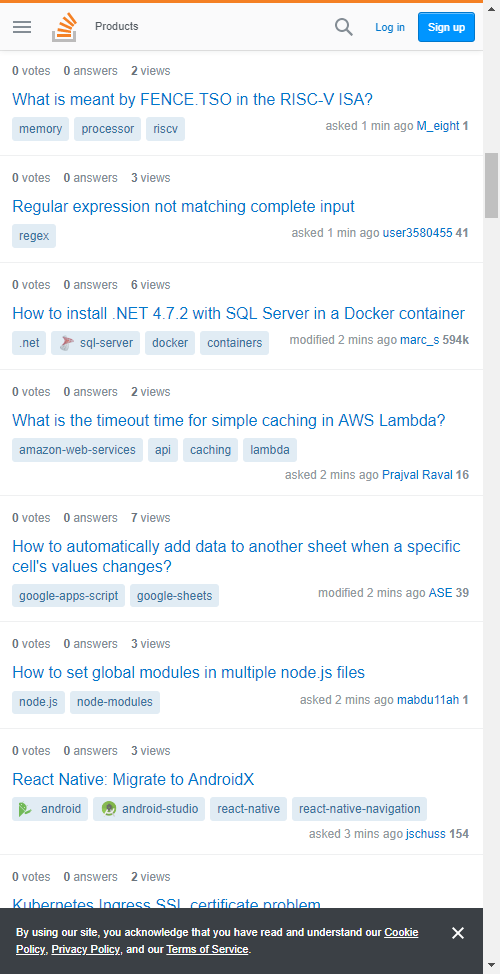 Products
Log in
Sign up
0 votes 0 answers 2 views
What is meant by FENCE.TSO in the RISC-V ISA?
memory processor riscv
asked 1 min ago M_eight 1
0 votes 0 answers 3 views
Regular expression not matching complete input
regex
asked 1 min ago user3580455 41
0 votes 0 answers 6 views
How to install .NET 4.7.2 with SQL Server in a Docker container
.net sql-server docker containers
modified 2 mins ago marc_s 594k
0 votes 0 answers 2 views
What is the timeout time for simple caching in AWS Lambda?
amazon-web-services api caching lambda
asked 2 mins ago Prajval Raval 16
0 votes 0 answers 7 views
How to automatically add data to another sheet when a specific
cell's values changes?
google-apps-script google-sheets
modified 2 mins ago ASE 39
0 votes 0 answers 3 views
How to set global modules in multiple node.js files
node.js node-modules
asked 2 mins ago mabdu11ah 1
0 votes 0 answers 3 views
React Native: Migrate to AndroidX
android android-studio react-native react-native-navigation
asked 3 mins ago jschuss 154
0 votes 0 answers 2 views
Kubernetes Ingress SSL certificate problem
By using our site, you acknowledge that you have read and understand our Cookie
Policy, Privacy Policy, and our Terms of Service.